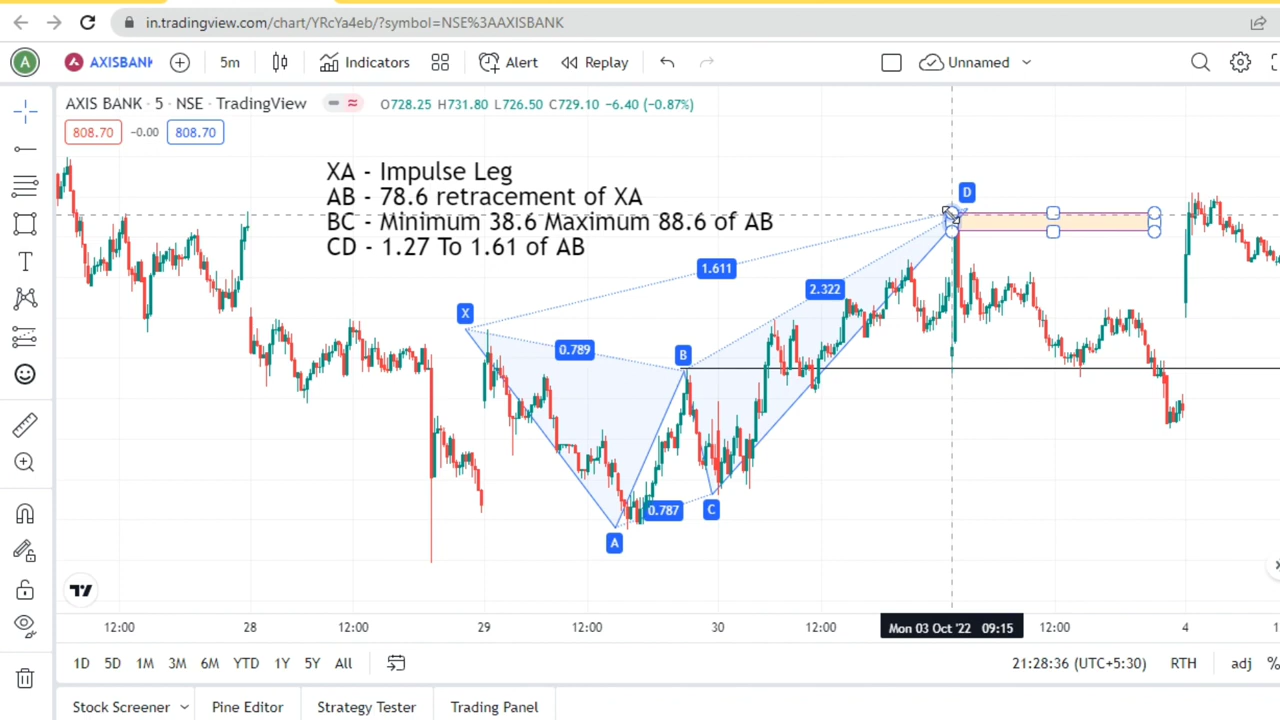 in.tradingview.com/chart/YRcYa4eb/?symbol=NSE%3AAXISBANK
A AXISBANK 5m Indicators Alert Replay Unnamed
AXIS BANK · 5 · NSE · TradingView O728.25 H731.80 L726.50 C729.10 −6.40 (−0.87%)
808.70 −0.00 808.70
XA - Impulse Leg
AB - 78.6 retracement of XA
BC - Minimum 38.6 Maximum 88.6 of AB
CD - 1.27 To 1.61 of AB
D
1.611
2.322
X
0.789
B
0.787
C
A
12:00 28 12:00 29 12:00 30 12:00 Mon 03 Oct '22 09:15 12:00 4 1
1D 5D 1M 3M 6M YTD 1Y 5Y All 21:28:36 (UTC+5:30) RTH adj %
Stock Screener Pine Editor Strategy Tester Trading Panel